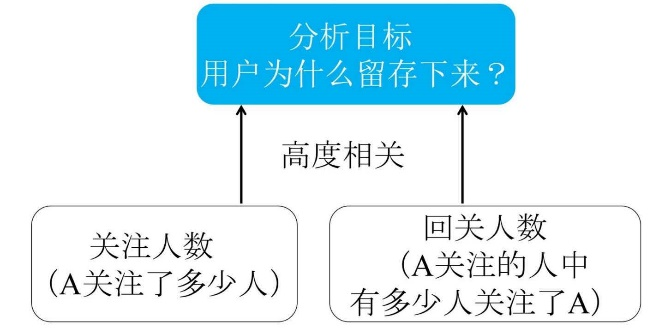 分析目标
用户为什么留存下来？
高度相关
关注人数
（A关注了多少人）
回关人数
（A关注的人中
有多少人关注了A）